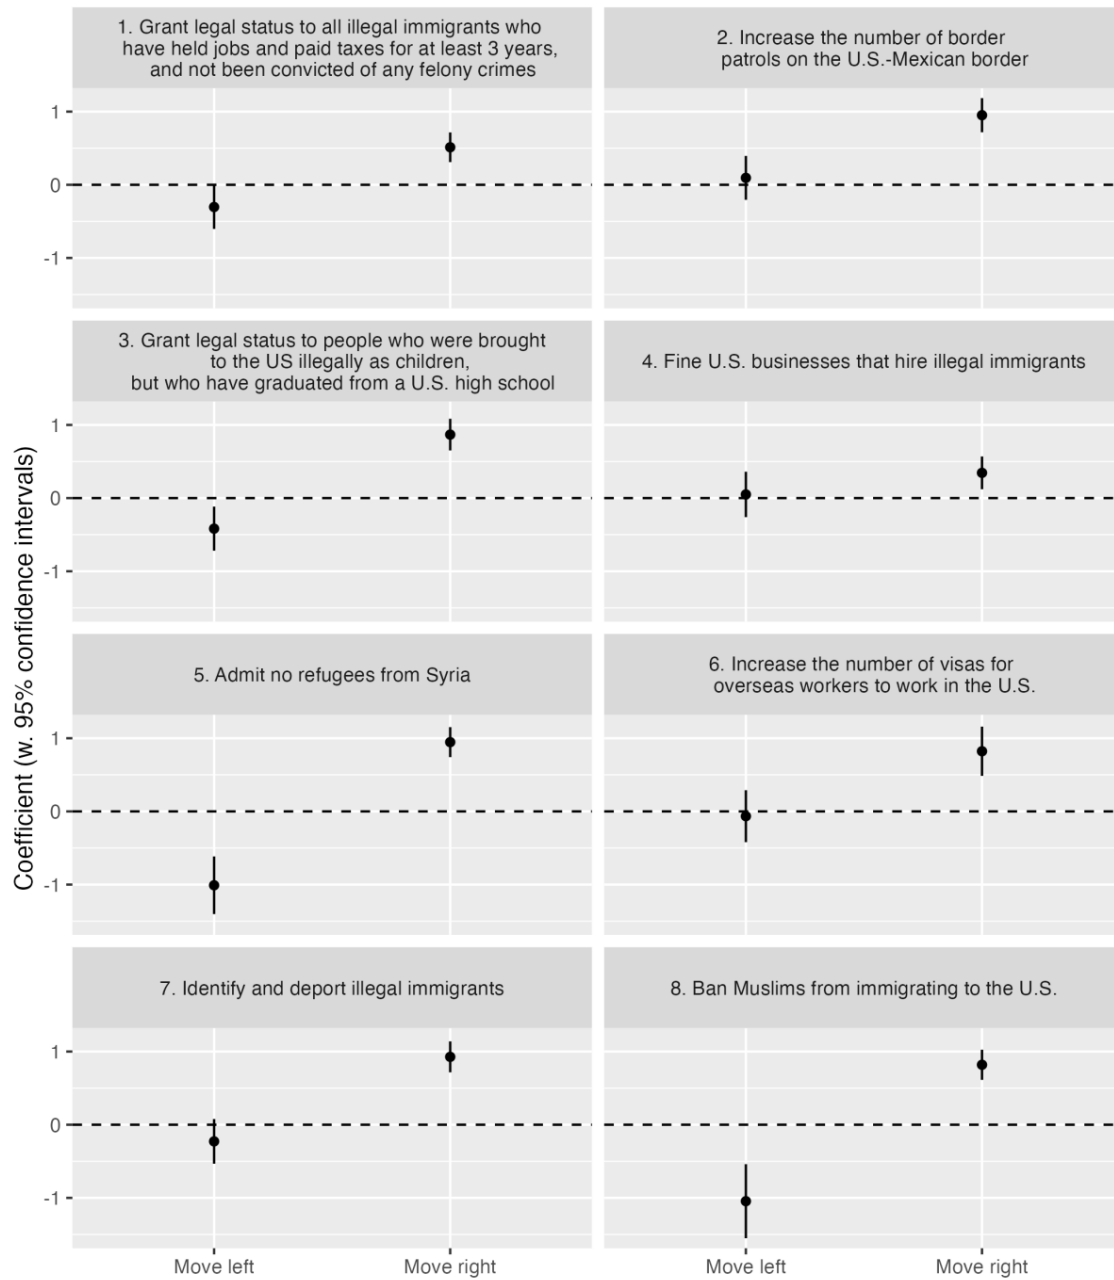 1. Grant legal status to all illegal immigrants who
have held jobs and paid taxes for at least 3 years,
and not been convicted of any felony crimes
2. Increase the number of border
patrols on the U.S.-Mexican border
1
0
-1
3. Grant legal status to people who were brought
to the US illegally as children,
but who have graduated from a U.S. high school
4. Fine U.S. businesses that hire illegal immigrants
1
0
-1
Coefficient (w. 95% confidence intervals)
5. Admit no refugees from Syria
6. Increase the number of visas for
overseas workers to work in the U.S.
1
0
-1
7. Identify and deport illegal immigrants
8. Ban Muslims from immigrating to the U.S.
1
0
-1
Move left
Move right
Move left
Move right